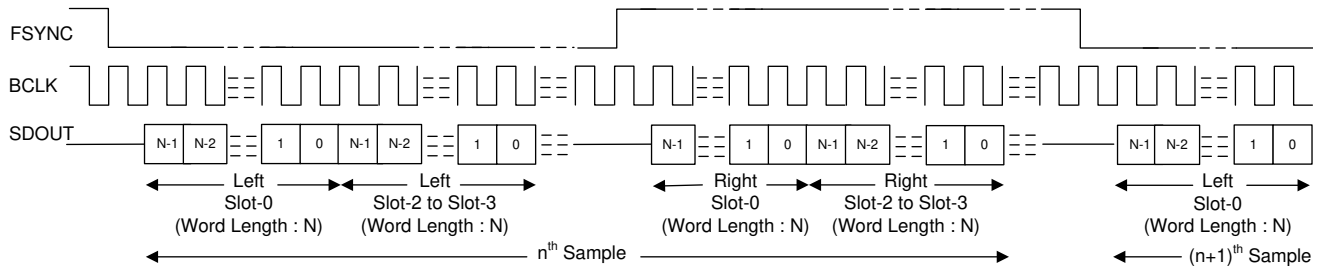 FSYNC
BCLK
SDOUT
N-1 N-2 1 0 N-1 N-2 1 0 N-1 1 0 N-1 N-2 1 0 N-1 N-2 1 0
Left Left Right Right Left
Slot-0 Slot-2 to Slot-3 Slot-0 Slot-2 to Slot-3 Slot-0
(Word Length : N) (Word Length : N) (Word Length : N) (Word Length : N) (Word Length : N)
nth Sample (n+1)th Sample